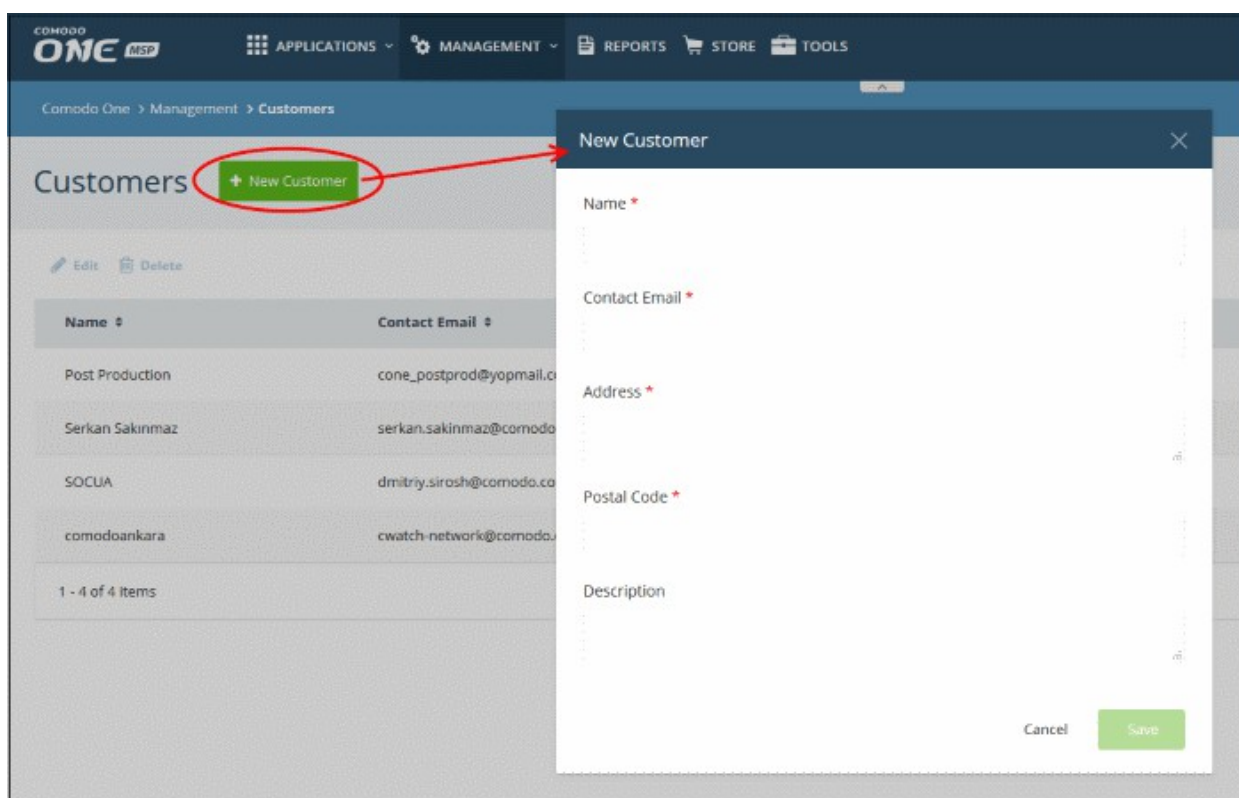 COMODO
ONE MSP
APPLICATIONS
MANAGEMENT
REPORTS
STORE
TOOLS
Comodo One > Management > Customers
Customers
+ New Customer
Edit
Delete
Name
Contact Email
Post Production
cone_postprod@yopmail.c
Serkan Sakınmaz
serkan.sakinmaz@comodo
SOCUA
dmitriy.sirosh@comodo.co
comodoankara
cwatch-network@comodo.
1 - 4 of 4 items
New Customer
Name *
Contact Email *
Address *
Postal Code *
Description
Cancel
Save